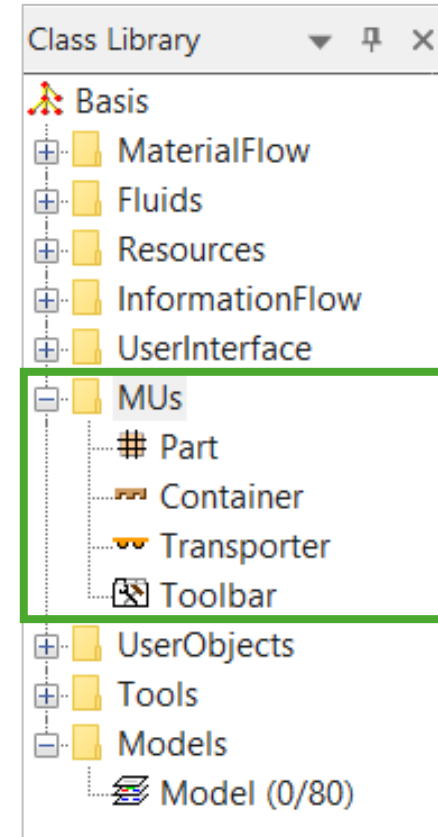 Class Library
Basis
MaterialFlow
Fluids
Resources
InformationFlow
UserInterface
MUs
Part
Container
Transporter
Toolbar
UserObjects
Tools
Models
Model (0/80)